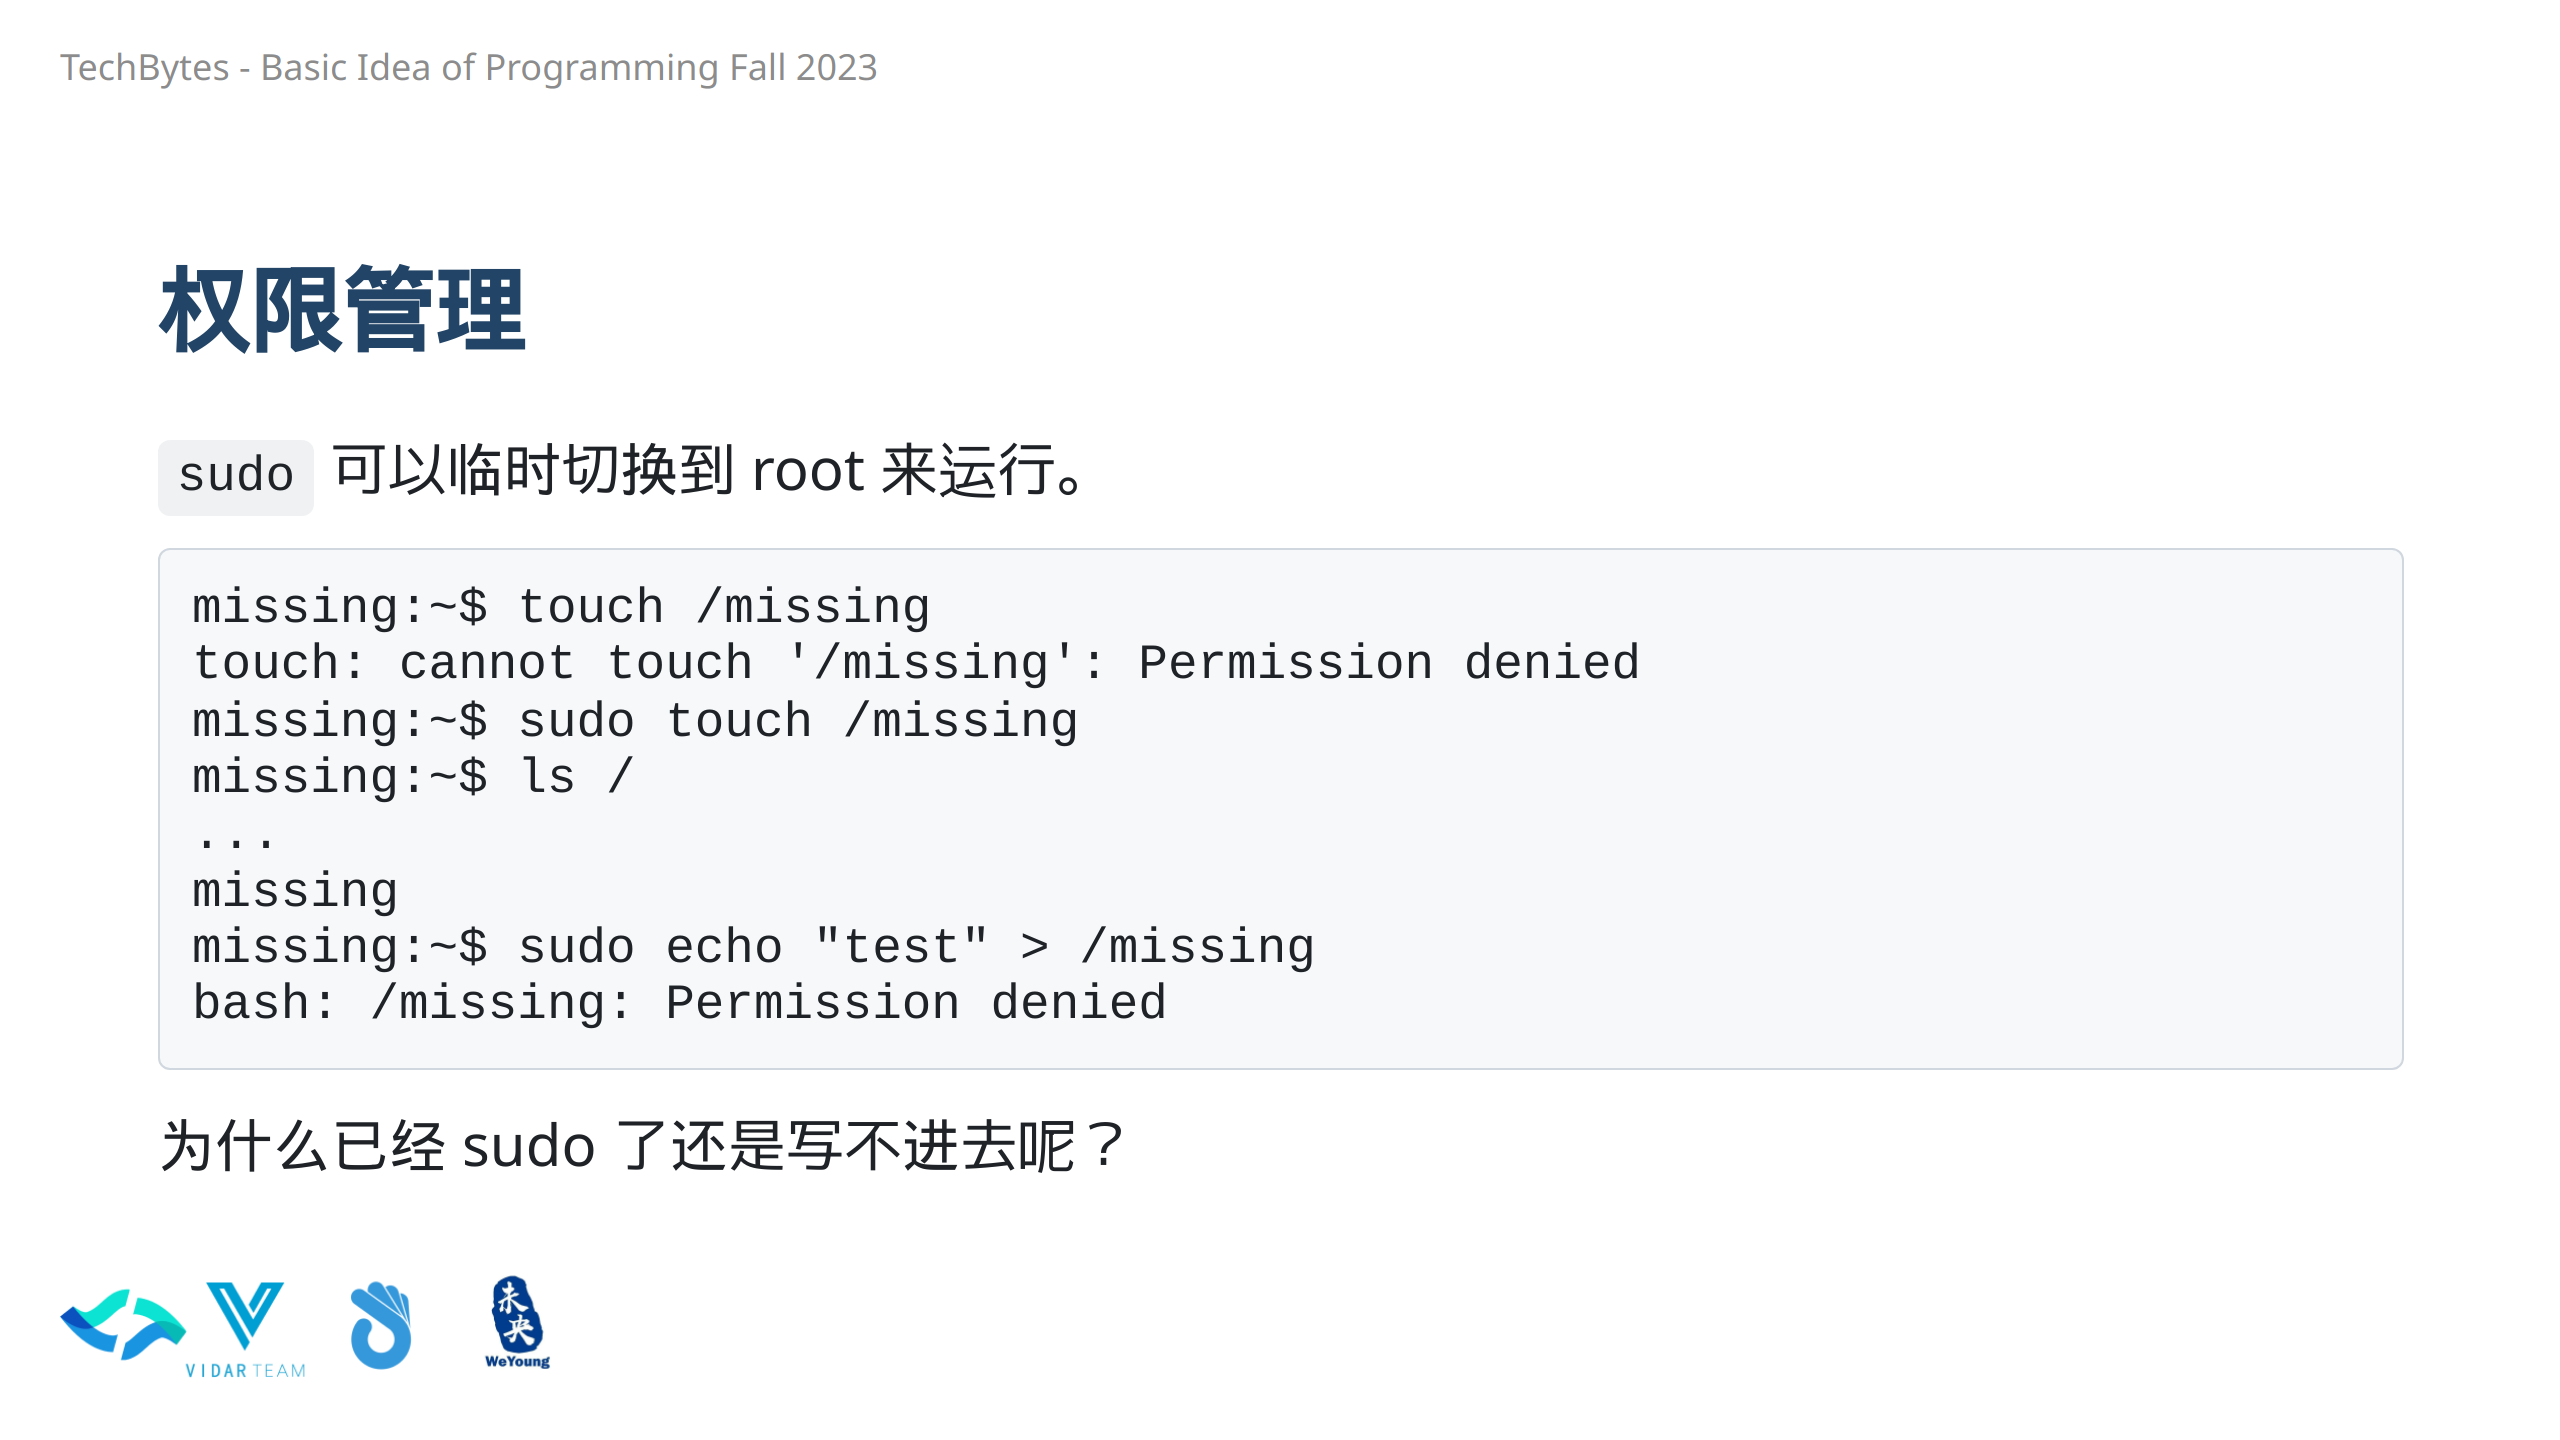 TechBytes - Basic Idea of Programming Fall 2023
权限管理
sudo 可以临时切换到 root 来运行。
missing:~$ touch /missing
touch: cannot touch '/missing': Permission denied
missing:~$ sudo touch /missing
missing:~$ ls /
...
missing
missing:~$ sudo echo "test" > /missing
bash: /missing: Permission denied
为什么已经 sudo 了还是写不进去呢？
VIDAR TEAM
未央
WeYoung